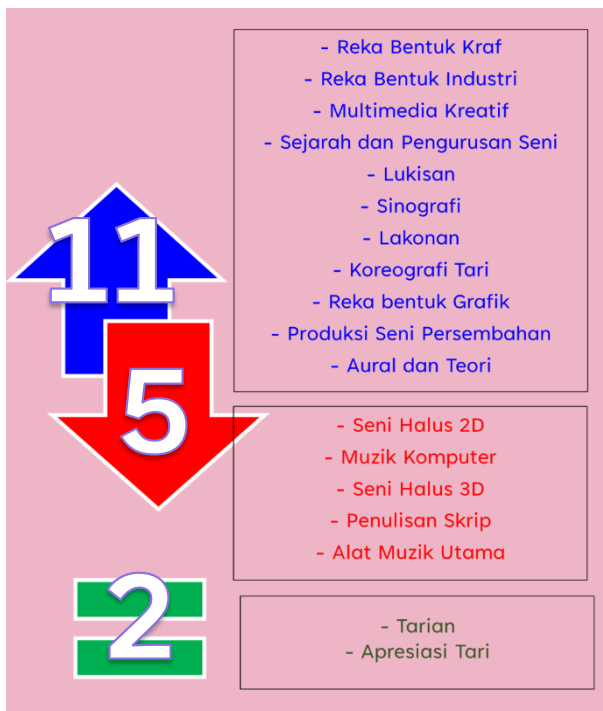 11
- Reka Bentuk Kraf
- Reka Bentuk Industri
- Multimedia Kreatif
- Sejarah dan Pengurusan Seni
- Lukisan
- Sinografi
- Lakonan
- Koreografi Tari
- Reka bentuk Grafik
- Produksi Seni Persembahan
- Aural dan Teori
5
- Seni Halus 2D
- Muzik Komputer
- Seni Halus 3D
- Penulisan Skrip
- Alat Muzik Utama
2
- Tarian
- Apresiasi Tari